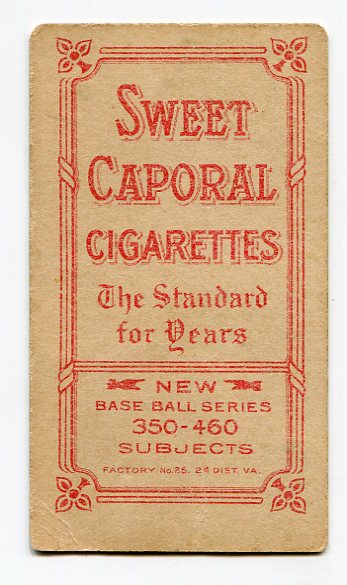 SWEET
CAPORAL
CIGARETTES
The Standard
for Years
NEW
BASE BALL SERIES
350-460
SUBJECTS
FACTORY No. 25. 2D DIST. VA.